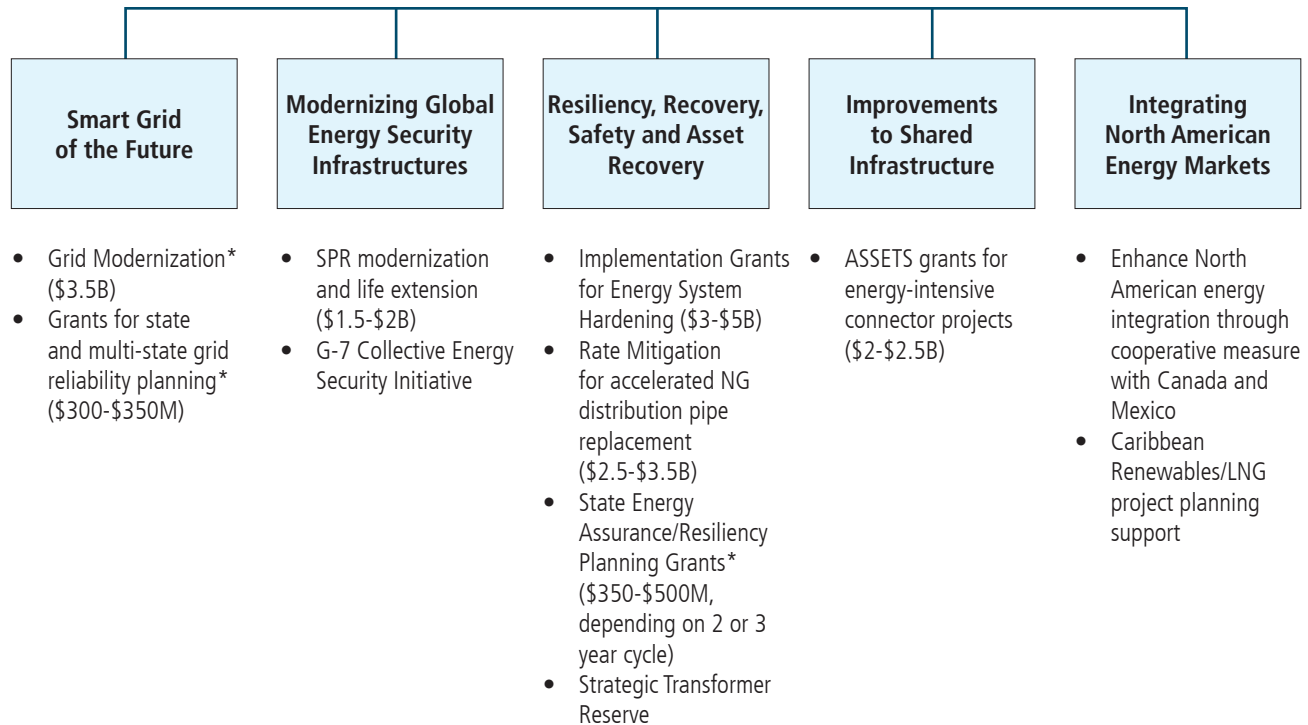 Smart Grid
of the Future
Modernizing Global
Energy Security
Infrastructures
Resiliency, Recovery,
Safety and Asset
Recovery
Improvements
to Shared
Infrastructure
Integrating
North American
Energy Markets
• Grid Modernization*
($3.5B)
• Grants for state
and multi-state grid
reliability planning*
($300-$350M)
• SPR modernization
and life extension
($1.5-$2B)
• G-7 Collective Energy
Security Initiative
• Implementation Grants
for Energy System
Hardening ($3-$5B)
• Rate Mitigation
for accelerated NG
distribution pipe
replacement
($2.5-$3.5B)
• State Energy
Assurance/Resiliency
Planning Grants*
($350-$500M,
depending on 2 or 3
year cycle)
• Strategic Transformer
Reserve
• ASSETS grants for
energy-intensive
connector projects
($2-$2.5B)
• Enhance North
American energy
integration through
cooperative measure
with Canada and
Mexico
• Caribbean
Renewables/LNG
project planning
support